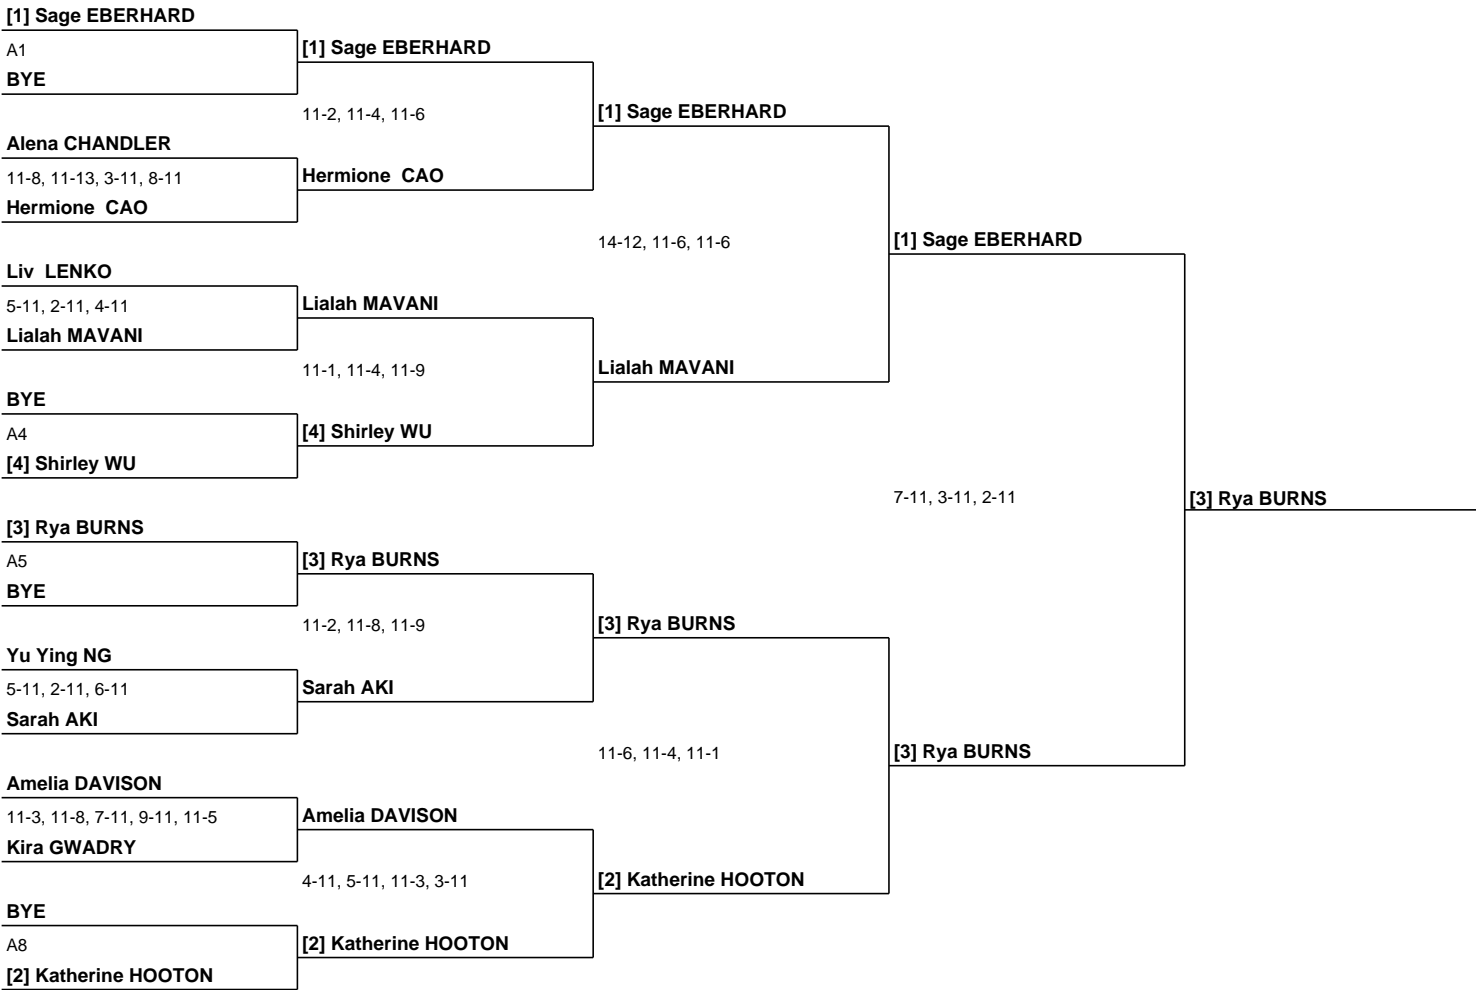 [1] Sage EBERHARD
A1
BYE
[1] Sage EBERHARD
11-2, 11-4, 11-6
Alena CHANDLER
11-8, 11-13, 3-11, 8-11
Hermione  CAO
Hermione  CAO
[1] Sage EBERHARD
14-12, 11-6, 11-6
Liv  LENKO
5-11, 2-11, 4-11
Lialah MAVANI
Lialah MAVANI
11-1, 11-4, 11-9
BYE
A4
[4] Shirley WU
[4] Shirley WU
Lialah MAVANI
[1] Sage EBERHARD
7-11, 3-11, 2-11
[3] Rya BURNS
[3] Rya BURNS
A5
BYE
[3] Rya BURNS
11-2, 11-8, 11-9
Yu Ying NG
5-11, 2-11, 6-11
Sarah AKI
Sarah AKI
[3] Rya BURNS
11-6, 11-4, 11-1
[3] Rya BURNS
Amelia DAVISON
11-3, 11-8, 7-11, 9-11, 11-5
Kira GWADRY
Amelia DAVISON
4-11, 5-11, 11-3, 3-11
BYE
A8
[2] Katherine HOOTON
[2] Katherine HOOTON
[2] Katherine HOOTON